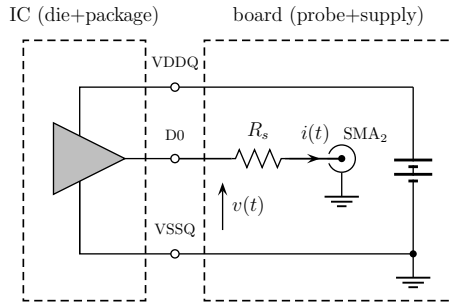 IC (die+package) board (probe+supply)
VDDQ
D0 R_s i(t) SMA_2
v(t)
VSSQ